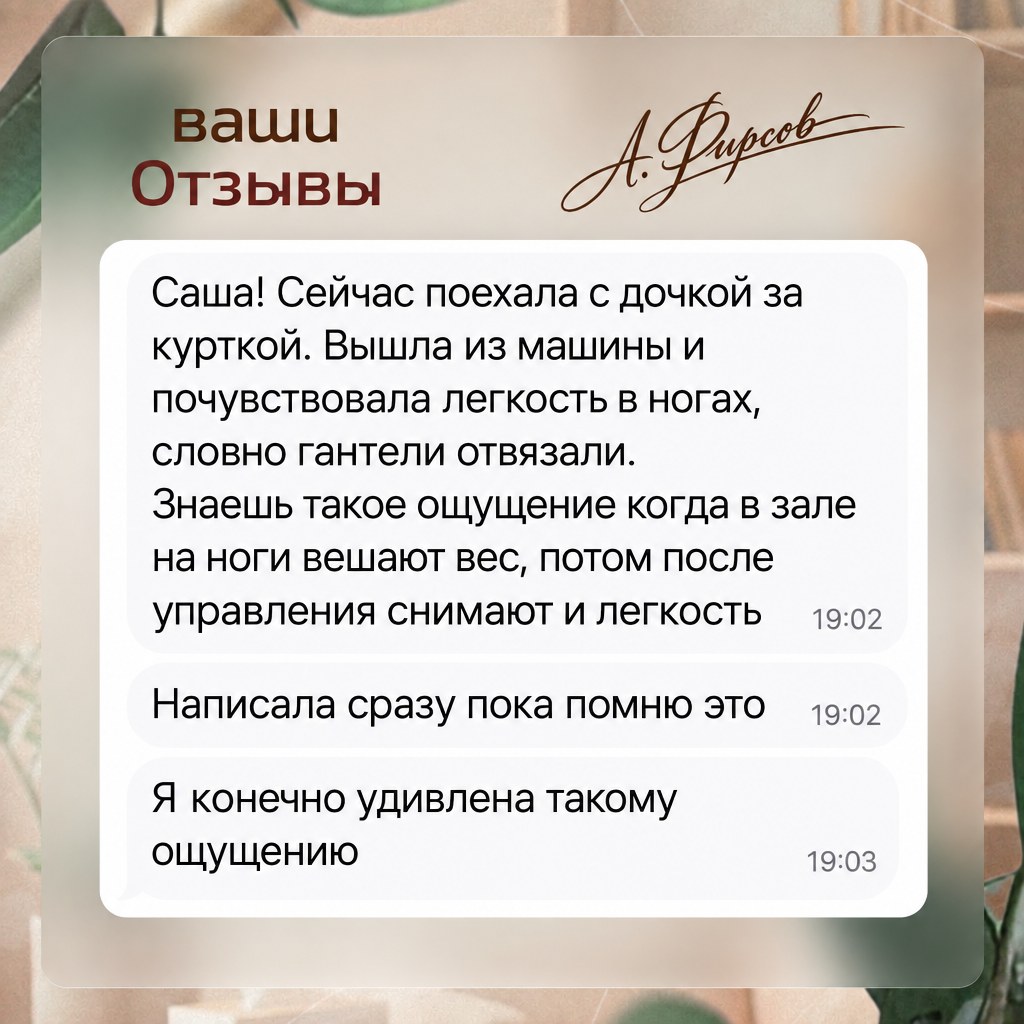 ваши
Отзывы
А. Фирсов
Саша! Сейчас поехала с дочкой за
курткой. Вышла из машины и
почувствовала легкость в ногах,
словно гантели отвязали.
Знаешь такое ощущение когда в зале
на ноги вешают вес, потом после
управления снимают и легкость 19:02
Написала сразу пока помню это 19:02
Я конечно удивлена такому
ощущению 19:03